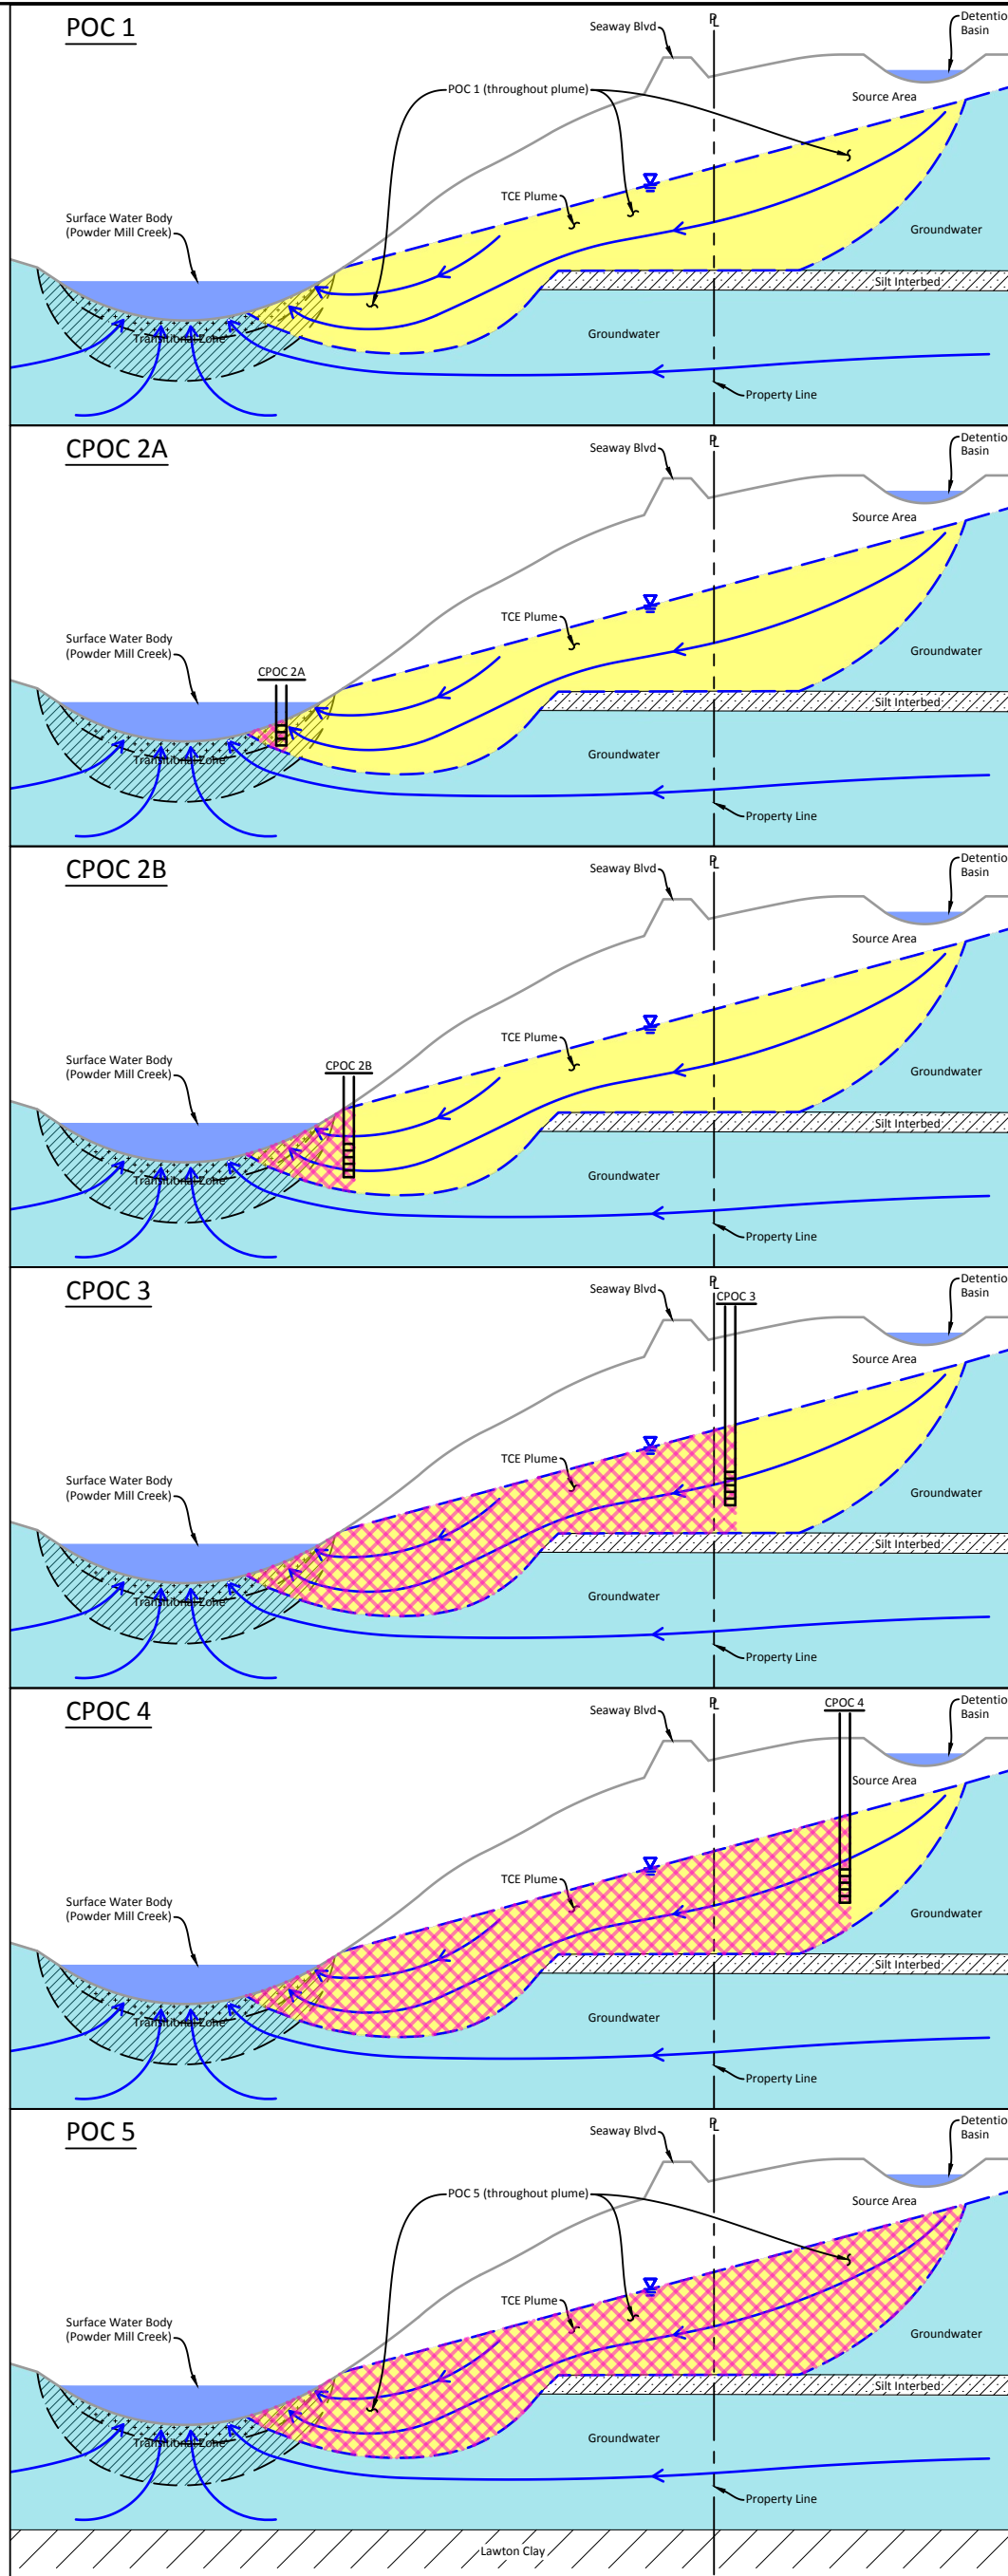 POC 1
Seaway Blvd
PL
Detentio
Basin
POC 1 (throughout plume)
Source Area
TCE Plume
Surface Water Body
(Powder Mill Creek)
Groundwater
Silt Interbed
Transitional Zone
Groundwater
Property Line
CPOC 2A
Seaway Blvd
PL
Detentio
Basin
Source Area
TCE Plume
Surface Water Body
(Powder Mill Creek)
CPOC 2A
Groundwater
Silt Interbed
Transitional Zone
Groundwater
Property Line
CPOC 2B
Seaway Blvd
PL
Detentio
Basin
Source Area
TCE Plume
Surface Water Body
(Powder Mill Creek)
CPOC 2B
Groundwater
Silt Interbed
Transitional Zone
Groundwater
Property Line
CPOC 3
Seaway Blvd
PL
CPOC 3
Detentio
Basin
Source Area
TCE Plume
Surface Water Body
(Powder Mill Creek)
Groundwater
Silt Interbed
Transitional Zone
Groundwater
Property Line
CPOC 4
Seaway Blvd
PL
CPOC 4
Detentio
Basin
Source Area
TCE Plume
Surface Water Body
(Powder Mill Creek)
Groundwater
Silt Interbed
Transitional Zone
Groundwater
Property Line
POC 5
Seaway Blvd
PL
Detentio
Basin
POC 5 (throughout plume)
Source Area
TCE Plume
Surface Water Body
(Powder Mill Creek)
Groundwater
Silt Interbed
Transitional Zone
Groundwater
Property Line
Lawton Clay